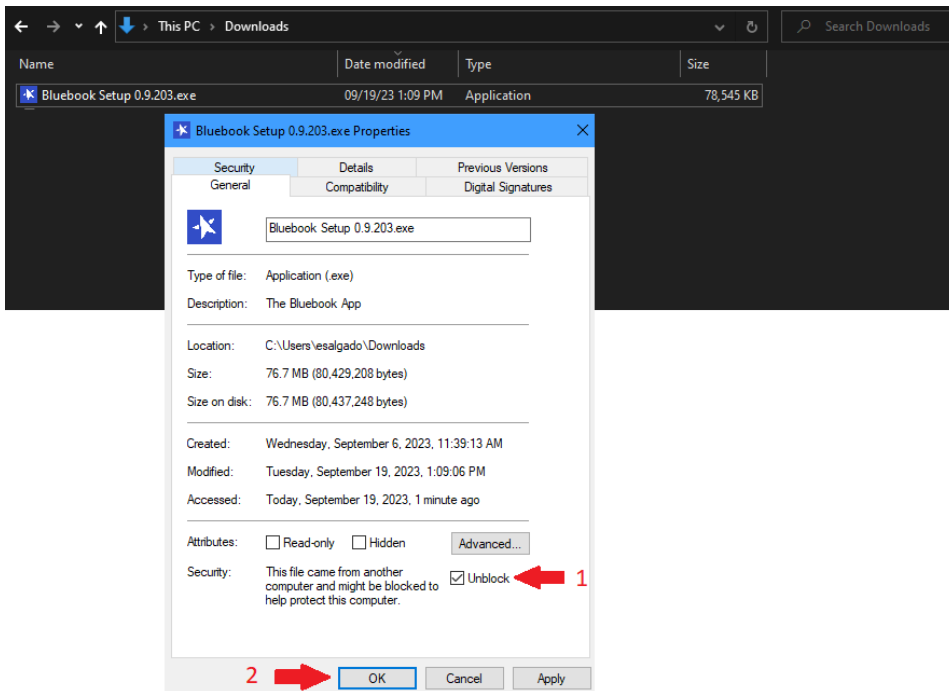 This PC > Downloads
Search Downloads
Name Date modified Type Size
Bluebook Setup 0.9.203.exe 09/19/23 1:09 PM Application 78,545 KB
Bluebook Setup 0.9.203.exe Properties
Security Details Previous Versions
General Compatibility Digital Signatures
Bluebook Setup 0.9.203.exe
Type of file: Application (.exe)
Description: The Bluebook App
Location: C:\Users\esalgado\Downloads
Size: 76.7 MB (80,429,208 bytes)
Size on disk: 76.7 MB (80,437,248 bytes)
Created: Wednesday, September 6, 2023, 11:39:13 AM
Modified: Tuesday, September 19, 2023, 1:09:06 PM
Accessed: Today, September 19, 2023, 1 minute ago
Attributes: Read-only Hidden Advanced...
Security: This file came from another
computer and might be blocked to
help protect this computer.
Unblock 1
2 OK Cancel Apply